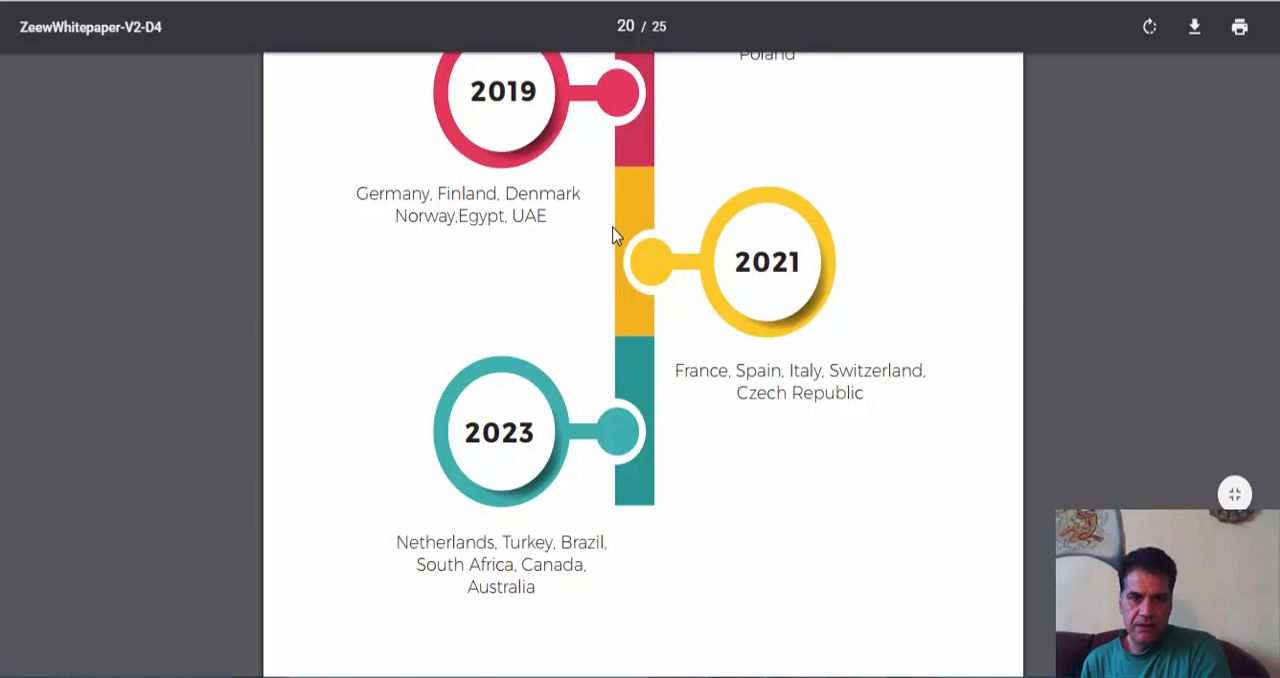 ZeewWhitepaper-V2-D4
20 / 25
Poland
2019
Germany, Finland, Denmark
Norway,Egypt, UAE
2021
France, Spain, Italy, Switzerland,
Czech Republic
2023
Netherlands, Turkey, Brazil,
South Africa, Canada,
Australia